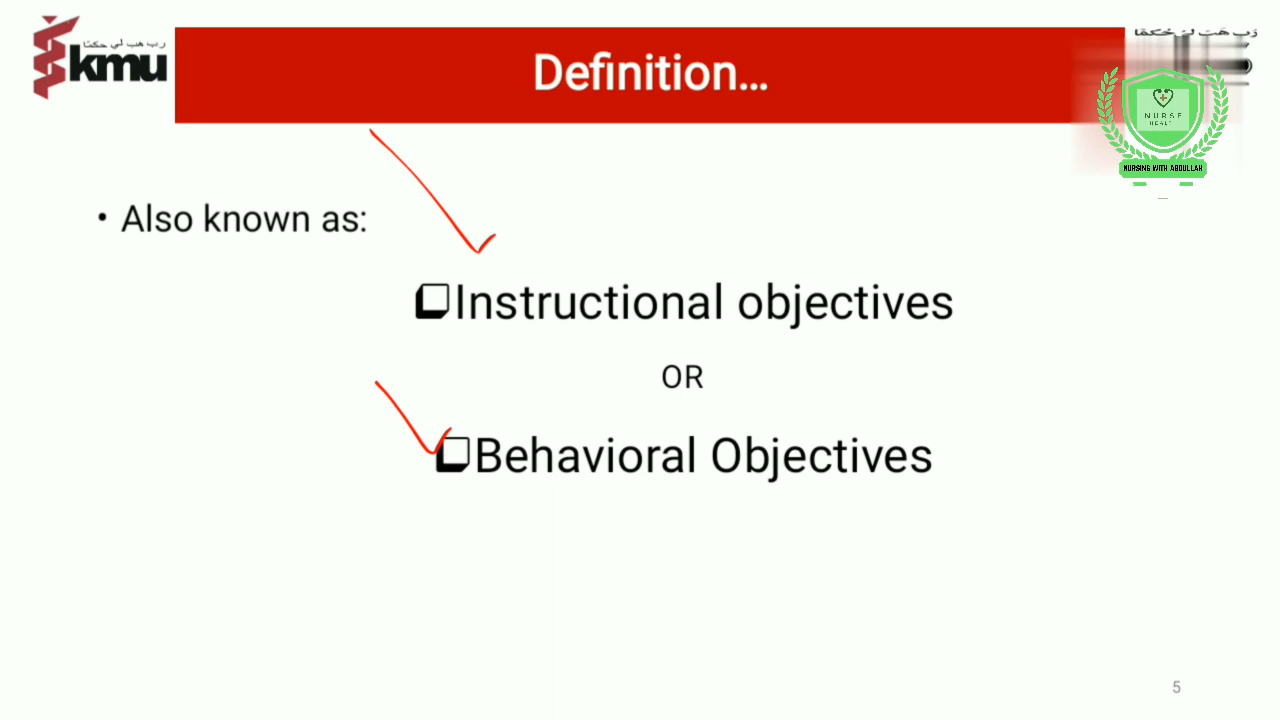 رب هب لي حكما
kmu
Definition...
NURSE
HEALT
NURSING WITH ABDULLAH
• Also known as:
Instructional objectives
OR
Behavioral Objectives
5